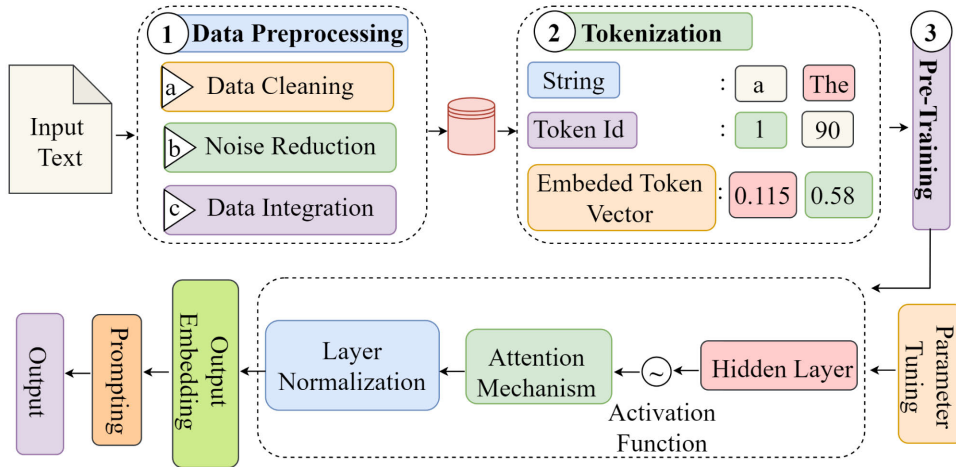 1 Data Preprocessing
Input
Text
a Data Cleaning
b Noise Reduction
c Data Integration
2 Tokenization
String : a The
Token Id : 1 90
Embeded Token
Vector : 0.115 0.58
3
Pre-Training
Parameter
Tunning
Hidden Layer
~
Activation
Function
Attention
Mechanism
Layer
Normalization
Output
Embedding
Prompting
Output